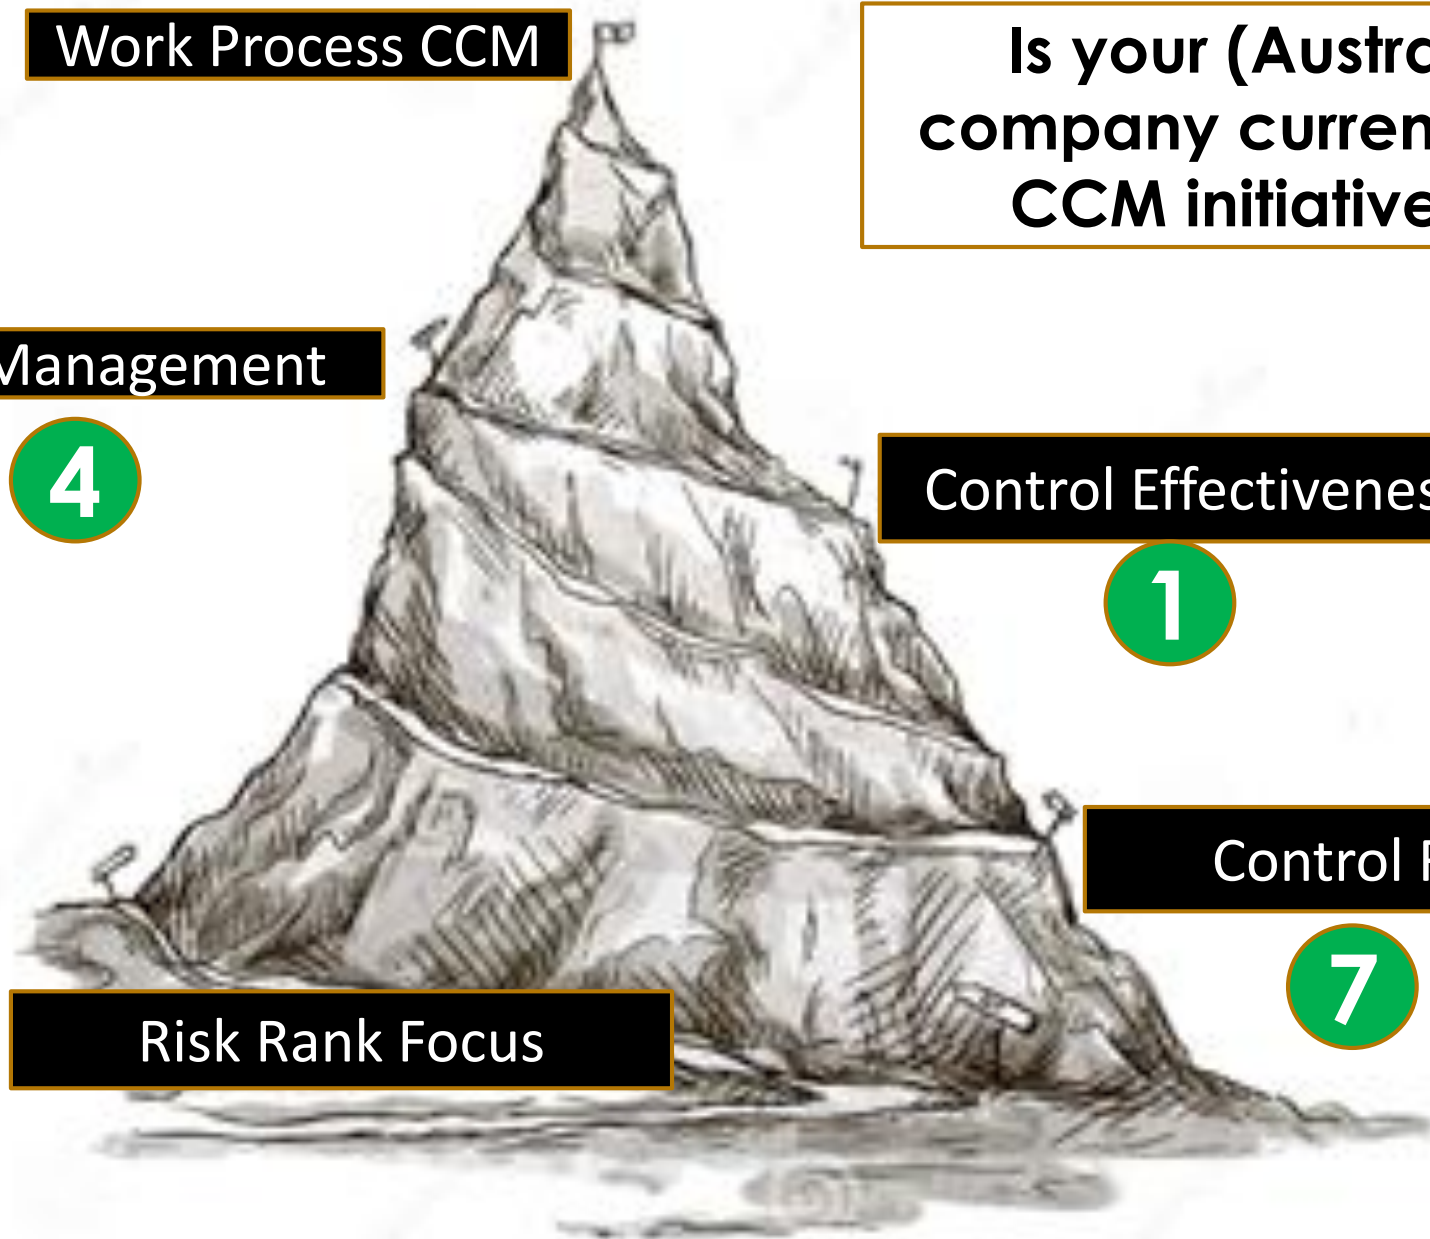 Work Process CCM
Is your (Austra
company curren
CCM initiative
Management
4
Control Effectivenes
1
Control
7
Risk Rank Focus